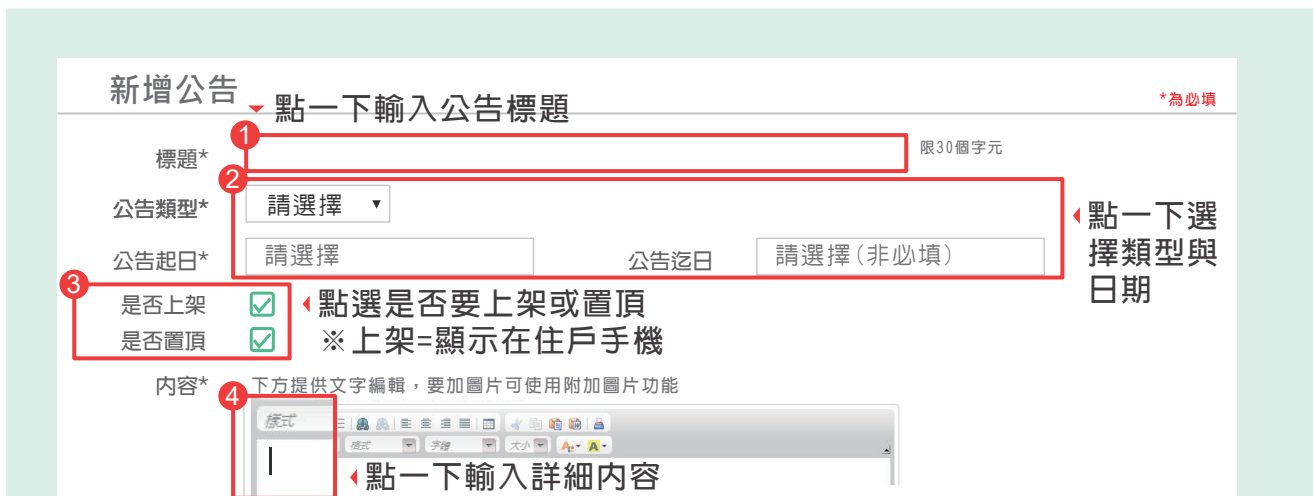 新增公告
點一下輸入公告標題
*為必填
1
標題*
限30個字元
2
公告類型* 請選擇
點一下選
擇類型與
日期
公告起日* 請選擇 公告迄日 請選擇(非必填)
3
是否上架
點選是否要上架或置頂
是否置頂
※上架=顯示在住戶手機
內容* 下方提供文字編輯，要加圖片可使用附加圖片功能
4
樣式
格式 字體 大小 A A
點一下輸入詳細內容